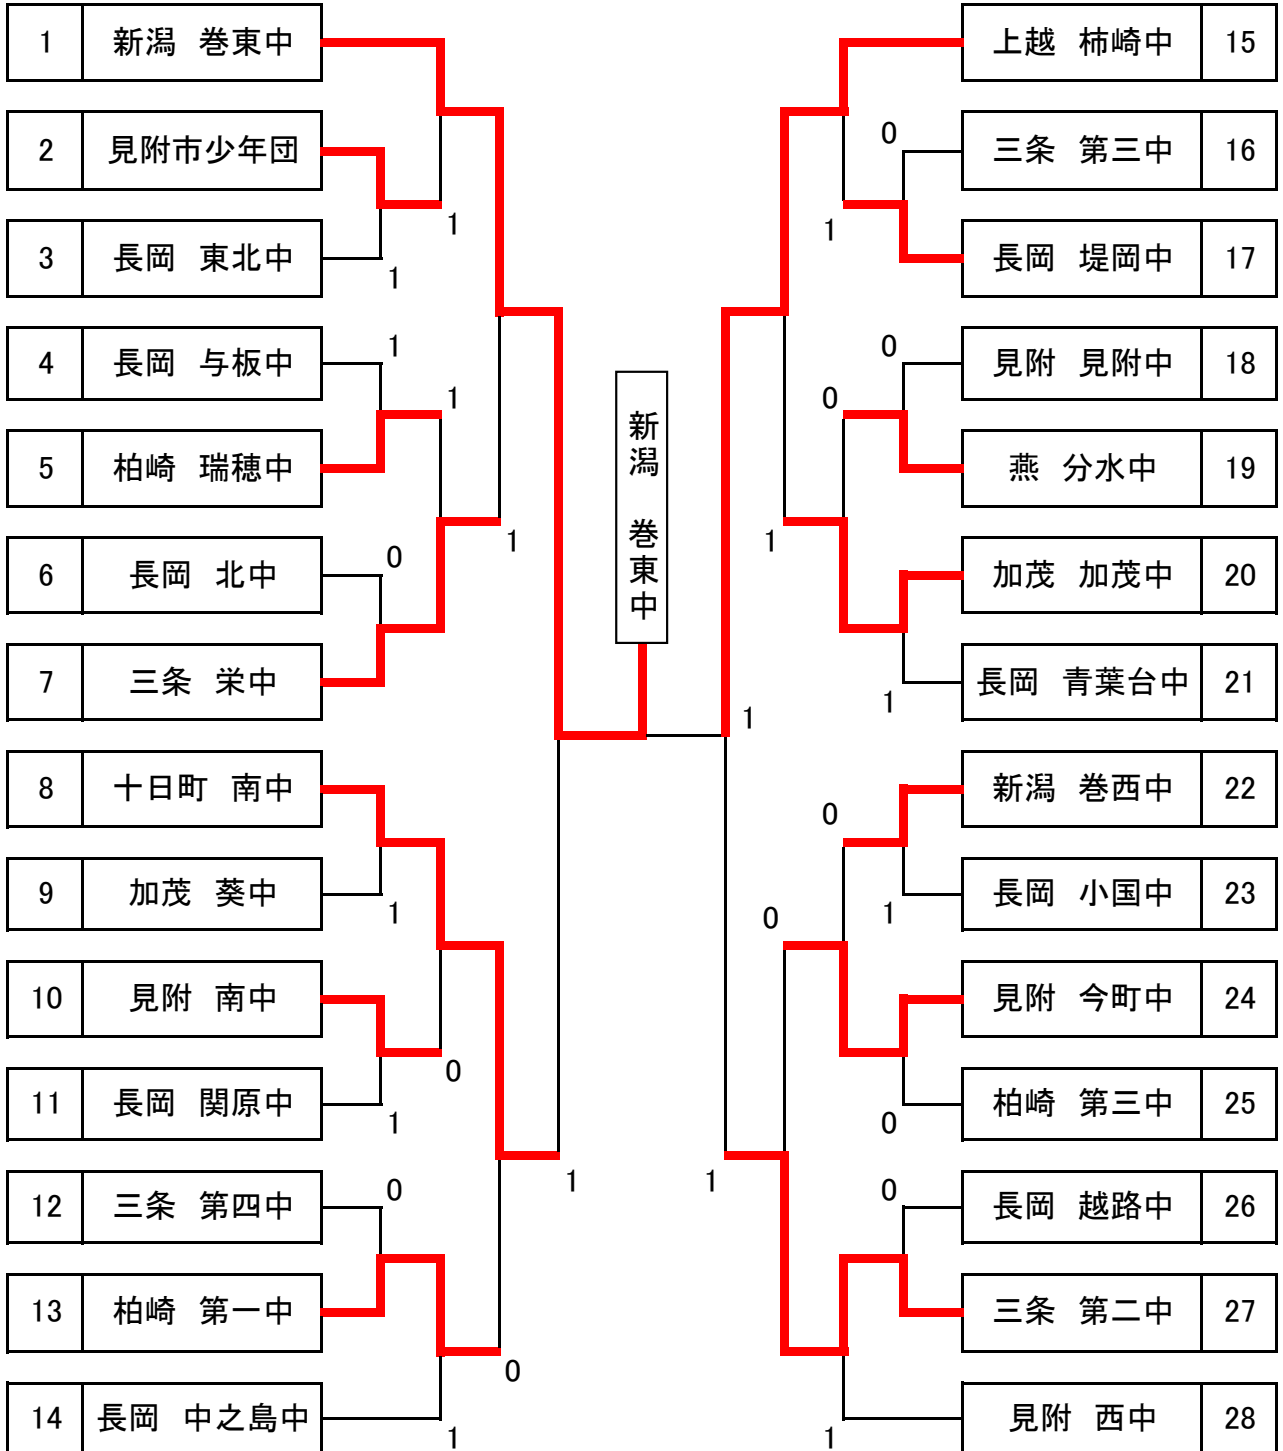 1 新潟 巻東中
2 見附市少年団
1
3 長岡 東北中
1
4 長岡 与板中
1
1
5 柏崎 瑞穂中
6 長岡 北中
0
1
7 三条 栄中
8 十日町 南中
9 加茂 葵中
1
10 見附 南中
0
11 長岡 関原中
1
12 三条 第四中
0
1
13 柏崎 第一中
0
14 長岡 中之島中
1
新潟 巻東中
1
上越 柿崎中 15
0
三条 第三中 16
1
長岡 堤岡中 17
0
見附 見附中 18
0
燕 分水中 19
1
加茂 加茂中 20
長岡 青葉台中 21
1
新潟 巻西中 22
0
長岡 小国中 23
1
0
見附 今町中 24
柏崎 第三中 25
0
1
0
長岡 越路中 26
三条 第二中 27
見附 西中 28
1